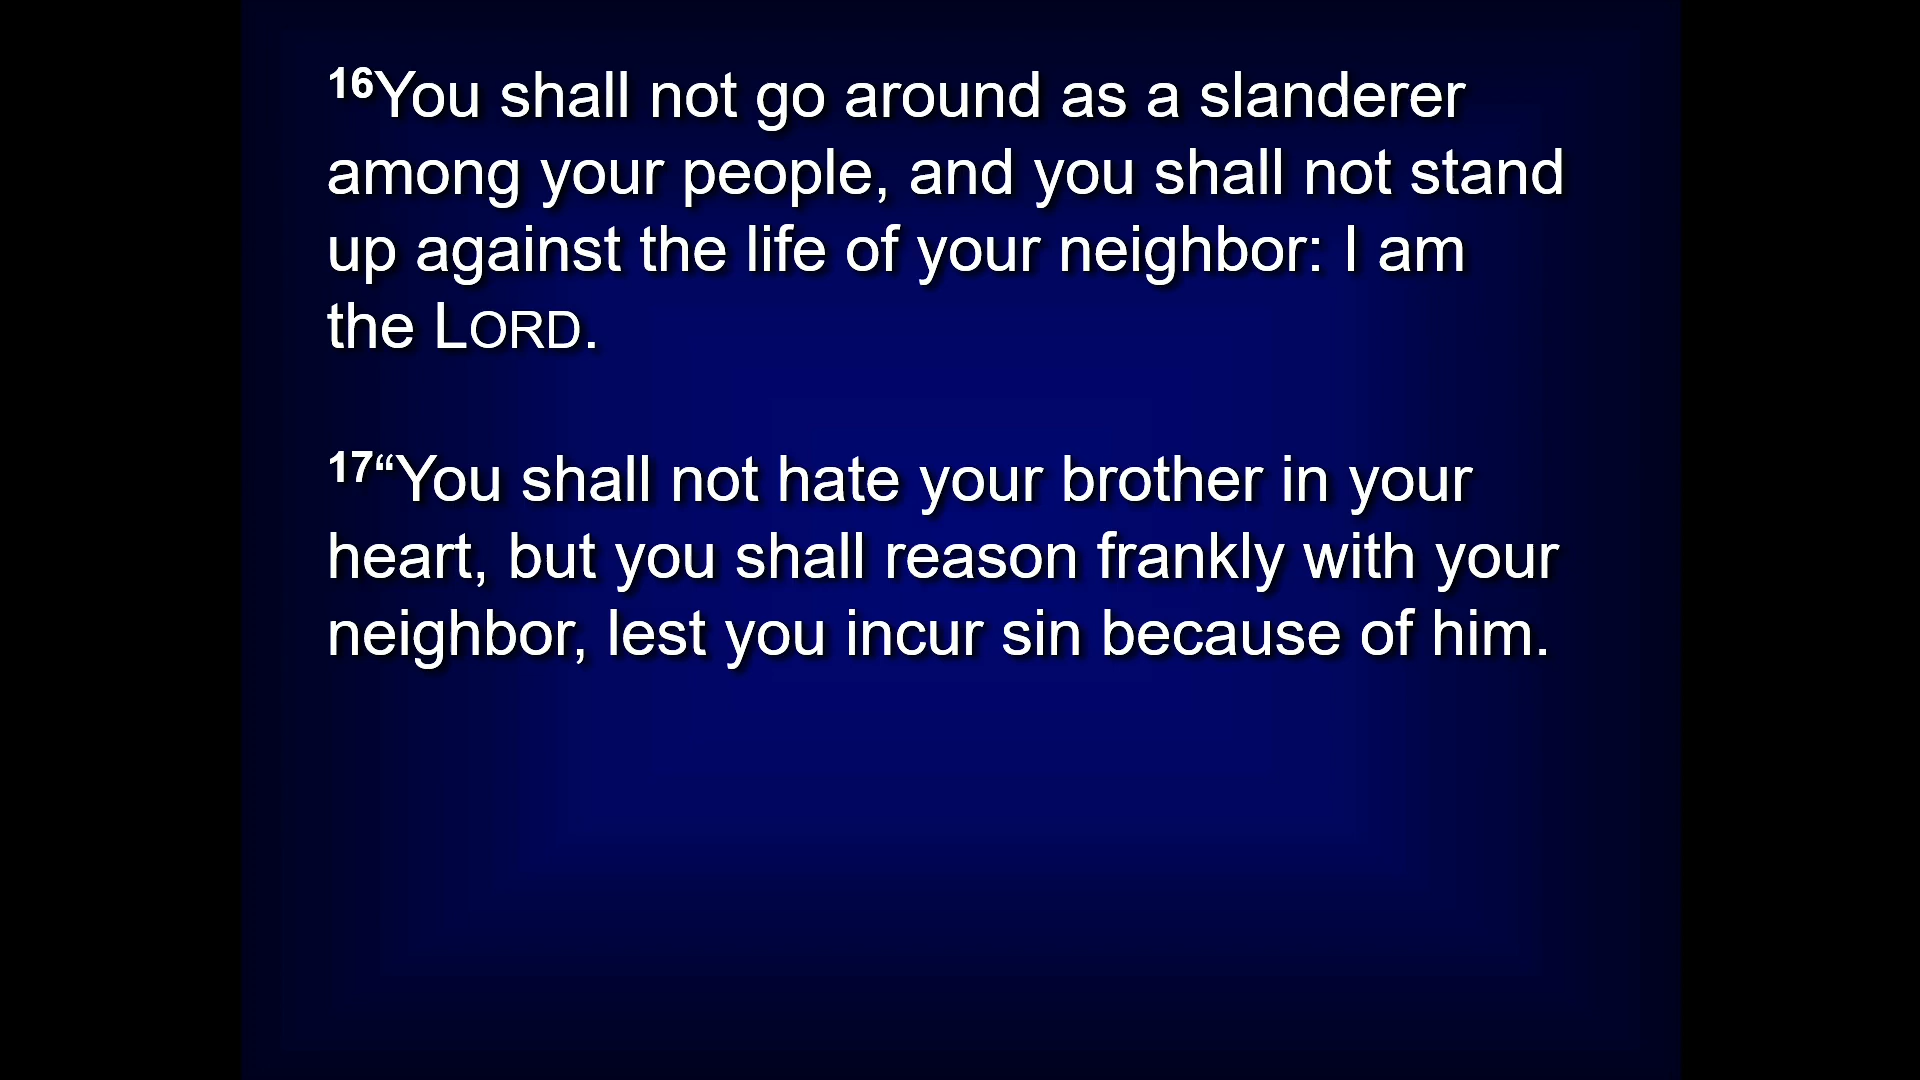 16You shall not go around as a slanderer
among your people, and you shall not stand
up against the life of your neighbor: I am
the LORD.
17“You shall not hate your brother in your
heart, but you shall reason frankly with your
neighbor, lest you incur sin because of him.